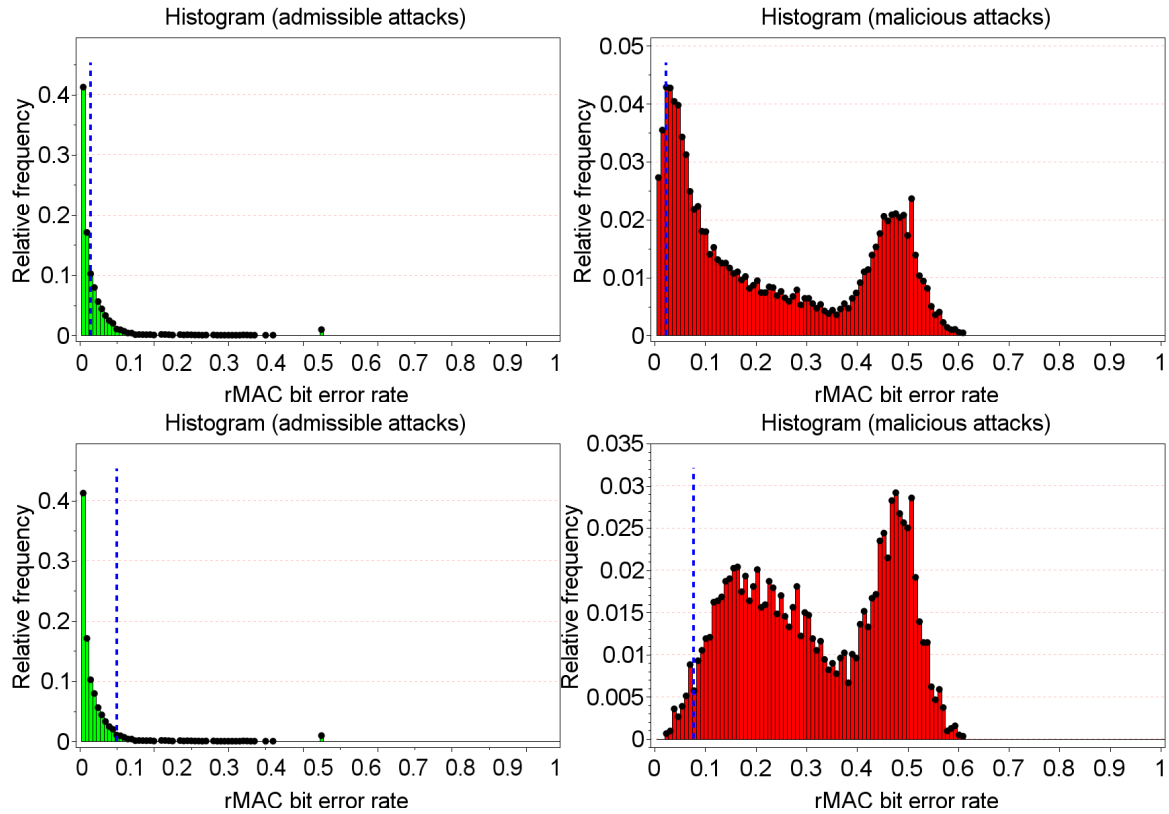 Histogram (admissible attacks)
Relative frequency
0.4
0.3
0.2
0.1
0
0 0.1 0.2 0.3 0.4 0.5 0.6 0.7 0.8 0.9 1
rMAC bit error rate
Histogram (malicious attacks)
Relative frequency
0.05
0.04
0.03
0.02
0.01
0
0 0.1 0.2 0.3 0.4 0.5 0.6 0.7 0.8 0.9 1
rMAC bit error rate
Histogram (admissible attacks)
Relative frequency
0.4
0.3
0.2
0.1
0
0 0.1 0.2 0.3 0.4 0.5 0.6 0.7 0.8 0.9 1
rMAC bit error rate
Histogram (malicious attacks)
Relative frequency
0.035
0.03
0.025
0.02
0.015
0.01
0.005
0
0 0.1 0.2 0.3 0.4 0.5 0.6 0.7 0.8 0.9 1
rMAC bit error rate